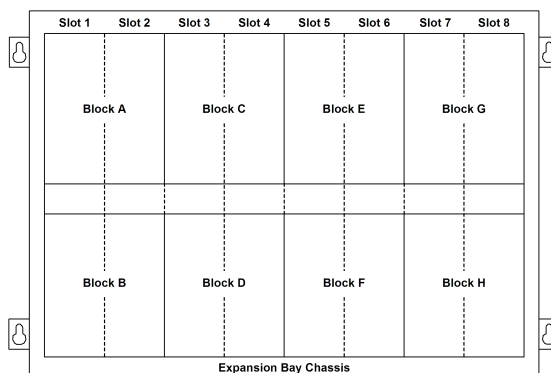 Slot 1 Slot 2 Slot 3 Slot 4 Slot 5 Slot 6 Slot 7 Slot 8
Block A Block C Block E Block G
Block B Block D Block F Block H
Expansion Bay Chassis